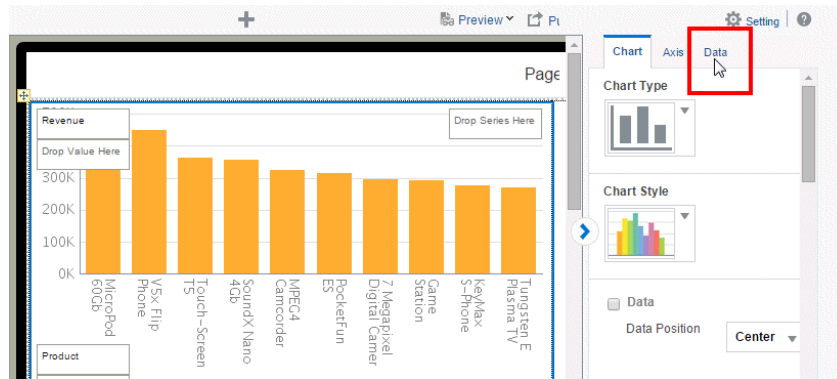 Preview
Setting
Chart Axis Data
Page
Chart Type
Revenue
Drop Series Here
Drop Value Here
300K
200K
100K
0K
MicroPod
60Gb
V5x Flip
Phone
Touch-Screen
T5
SoundX Nano
4Gb
MPEG4
Camcorder
PocketFun
ES
7 Megapixel
Digital Camer
Game
Station
KeyMax
S-Phone
Tungsten E
Plasma TV
Product
Chart Style
Data
Data Position
Center